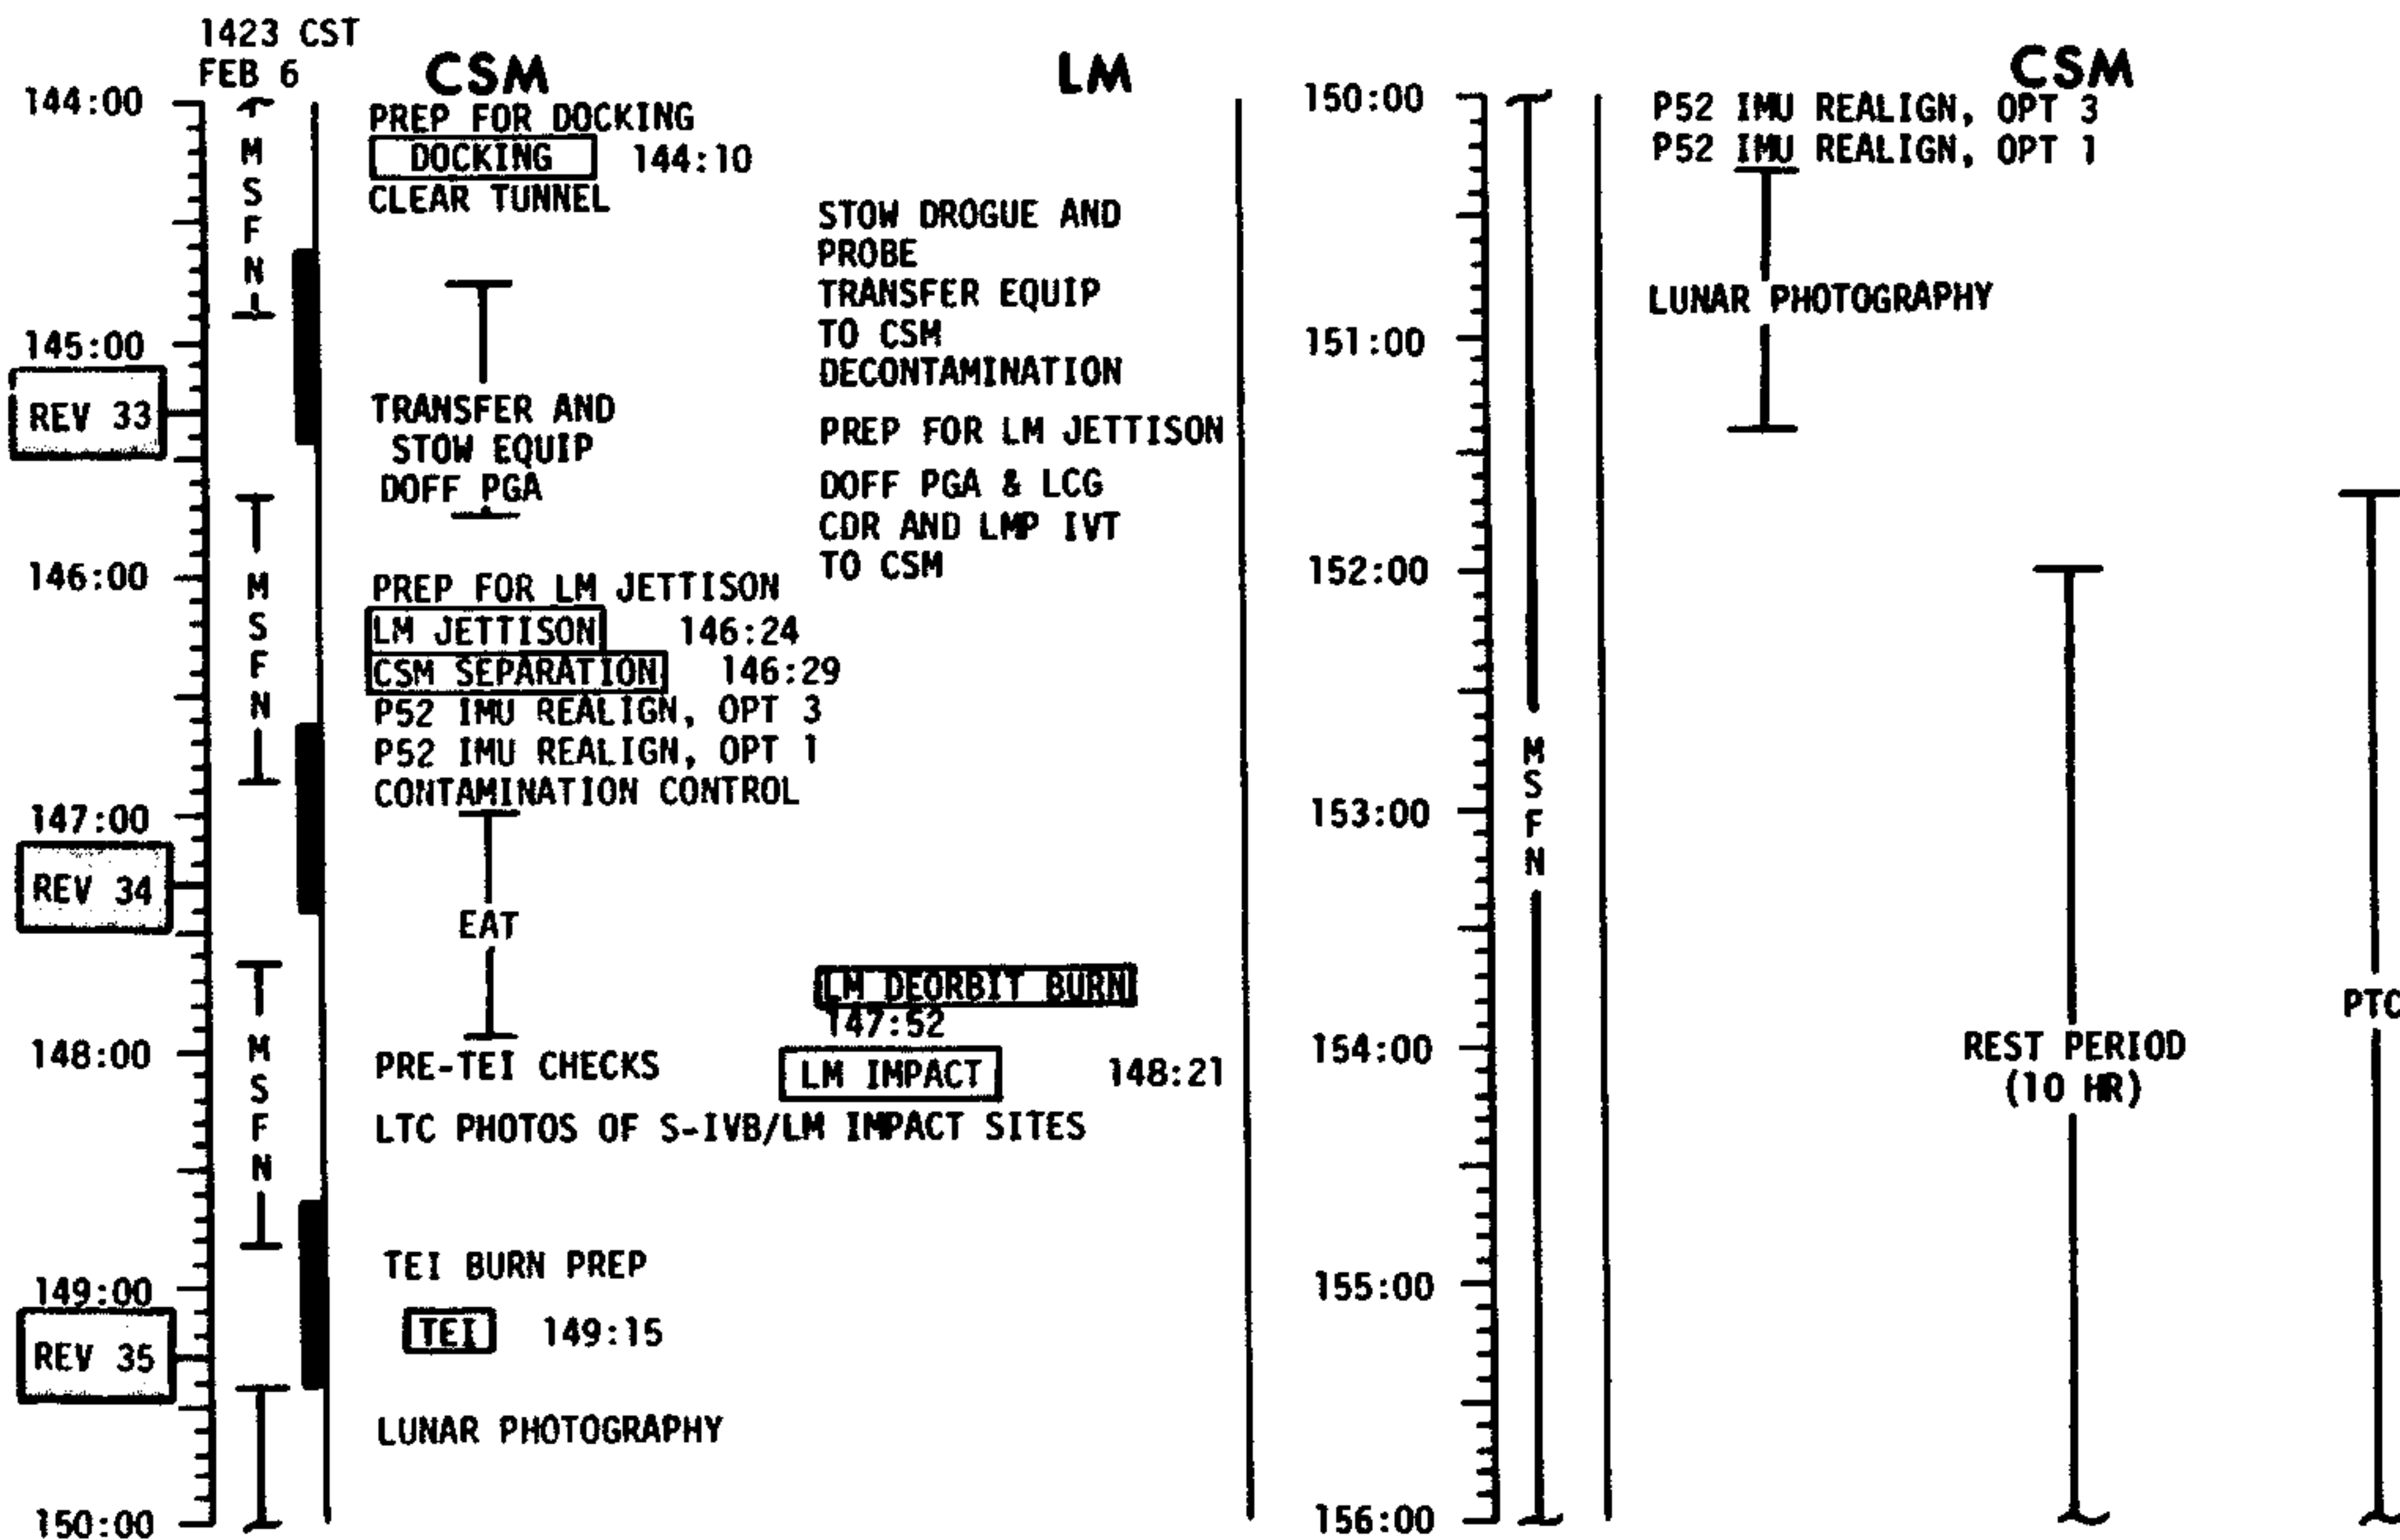 1423 CST
FEB 6
CSM
LM
144:00
MSFN
PREP FOR DOCKING
DOCKING 144:10
CLEAR TUNNEL
STOW DROGUE AND
PROBE
TRANSFER EQUIP
TO CSM
DECONTAMINATION
145:00
REV 33
TRANSFER AND
STOW EQUIP
DOFF PGA
PREP FOR LM JETTISON
DOFF PGA & LCG
CDR AND LMP IVT
TO CSM
146:00
MSFN
PREP FOR LM JETTISON
LM JETTISON 146:24
CSM SEPARATION 146:29
P52 IMU REALIGN, OPT 3
P52 IMU REALIGN, OPT 1
CONTAMINATION CONTROL
147:00
REV 34
EAT
LM DEORBIT BURN
147:52
148:00
MSFN
PRE-TEI CHECKS
LM IMPACT 148:21
LTC PHOTOS OF S-IVB/LM IMPACT SITES
TEI BURN PREP
149:00
TEI 149:15
REV 35
LUNAR PHOTOGRAPHY
150:00
CSM
150:00
P52 IMU REALIGN, OPT 3
P52 IMU REALIGN, OPT 1
LUNAR PHOTOGRAPHY
151:00
152:00
MSFN
153:00
PTC
154:00
REST PERIOD
(10 HR)
155:00
156:00